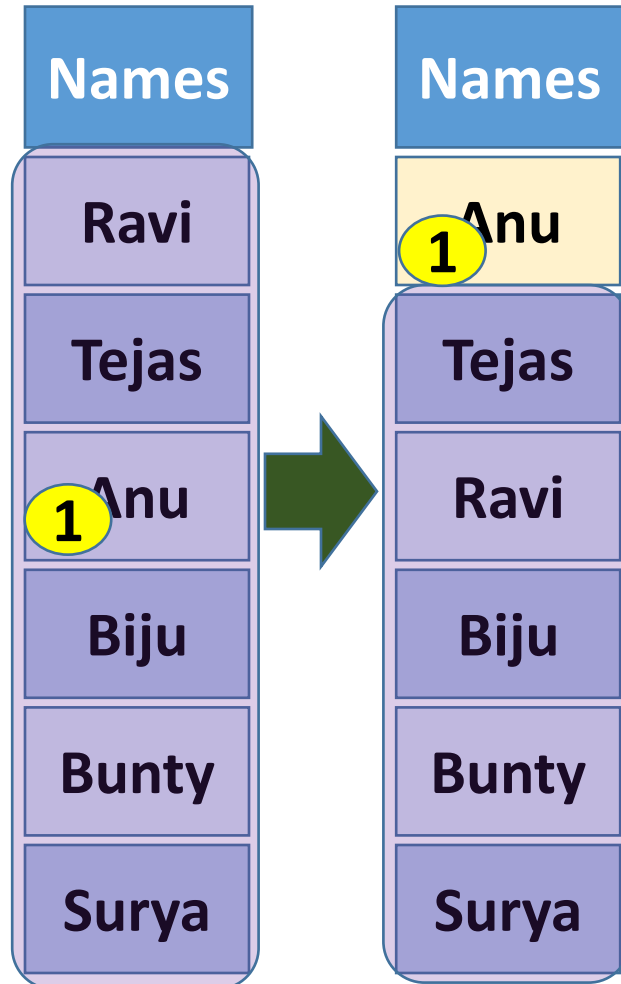 Names
Ravi
Tejas
Anu
1
Biju
Bunty
Surya
Names
Anu
1
Tejas
Ravi
Biju
Bunty
Surya